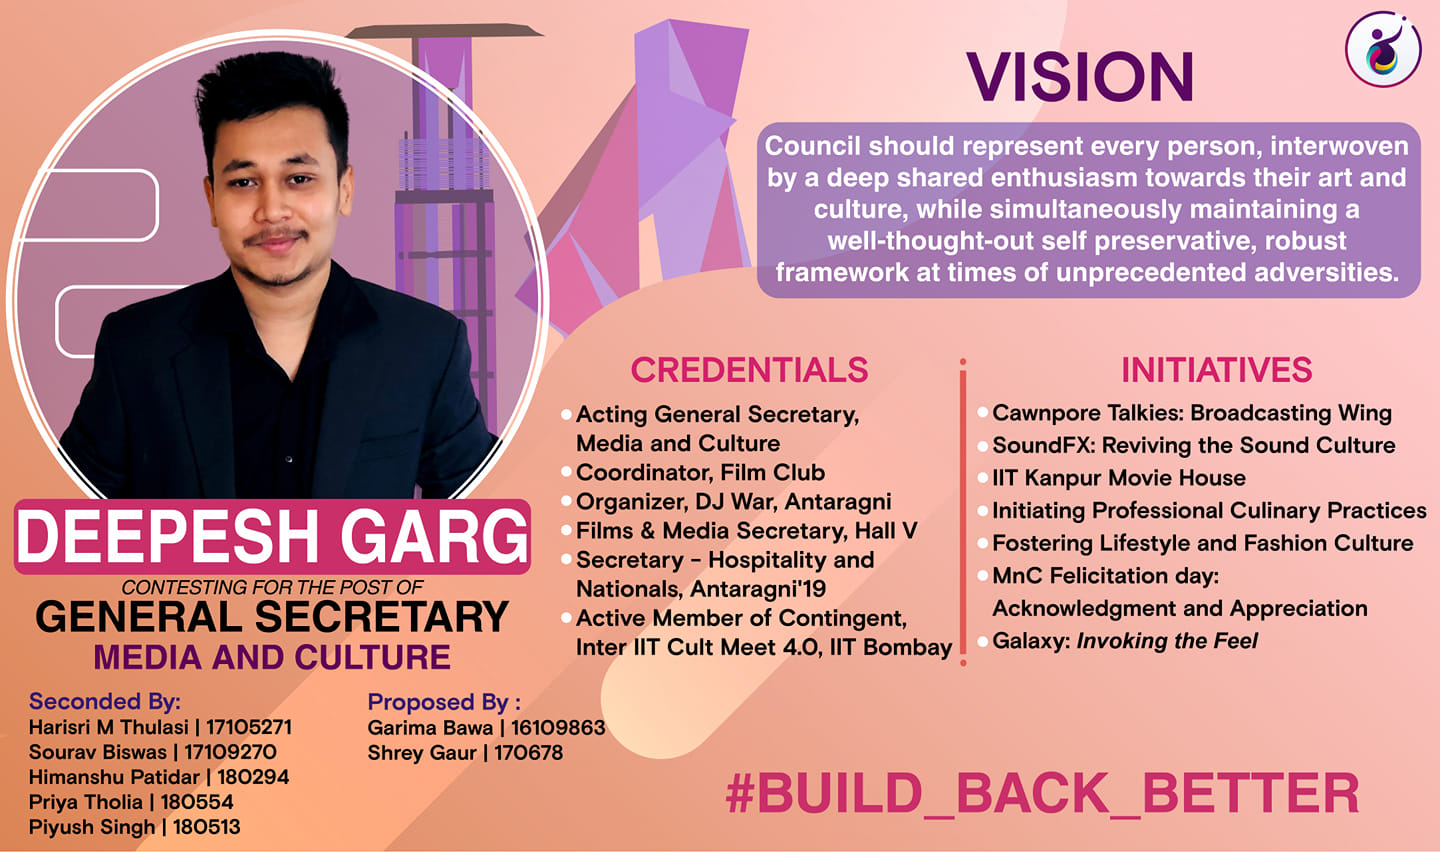 VISION
Council should represent every person, interwoven
by a deep shared enthusiasm towards their art and
culture, while simultaneously maintaining a
well-thought-out self preservative, robust
framework at times of unprecedented adversities.
DEEPESH GARG
CONTESTING FOR THE POST OF
GENERAL SECRETARY
MEDIA AND CULTURE
Seconded By:
Harisri M Thulasi | 17105271
Sourav Biswas | 17109270
Himanshu Patidar | 180294
Priya Tholia | 180554
Piyush Singh | 180513
Proposed By :
Garima Bawa | 16109863
Shrey Gaur | 170678
CREDENTIALS
Acting General Secretary,
Media and Culture
Coordinator, Film Club
Organizer, DJ War, Antaragni
Films & Media Secretary, Hall V
Secretary - Hospitality and
Nationals, Antaragni'19
Active Member of Contingent,
Inter IIT Cult Meet 4.0, IIT Bombay
INITIATIVES
Cawnpore Talkies: Broadcasting Wing
SoundFX: Reviving the Sound Culture
IIT Kanpur Movie House
Initiating Professional Culinary Practices
Fostering Lifestyle and Fashion Culture
MnC Felicitation day:
Acknowledgment and Appreciation
Galaxy: Invoking the Feel
#BUILD_BACK_BETTER